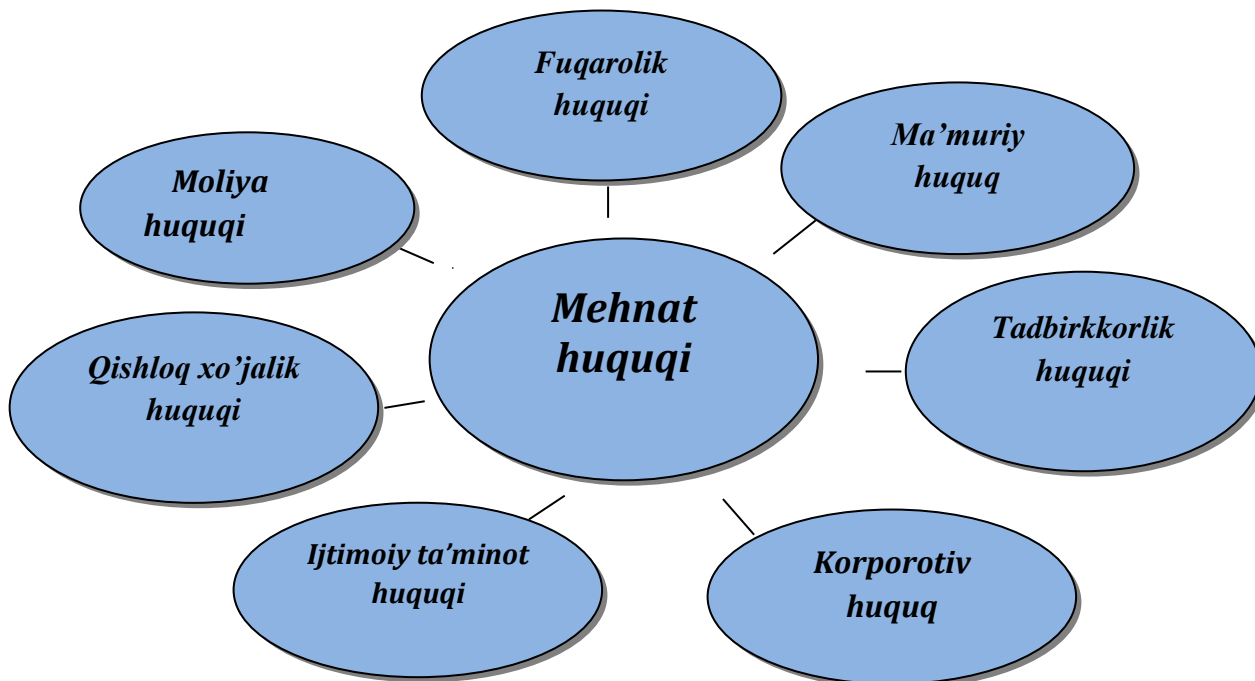 Fuqarolik
huquqi
Ma’muriy
huquq
Moliya
huquqi
Mehnat
huquqi
Tadbirkkorlik
huquqi
Qishloq xo’jalik
huquqi
Ijtimoiy ta’minot
huquqi
Korporotiv
huquq